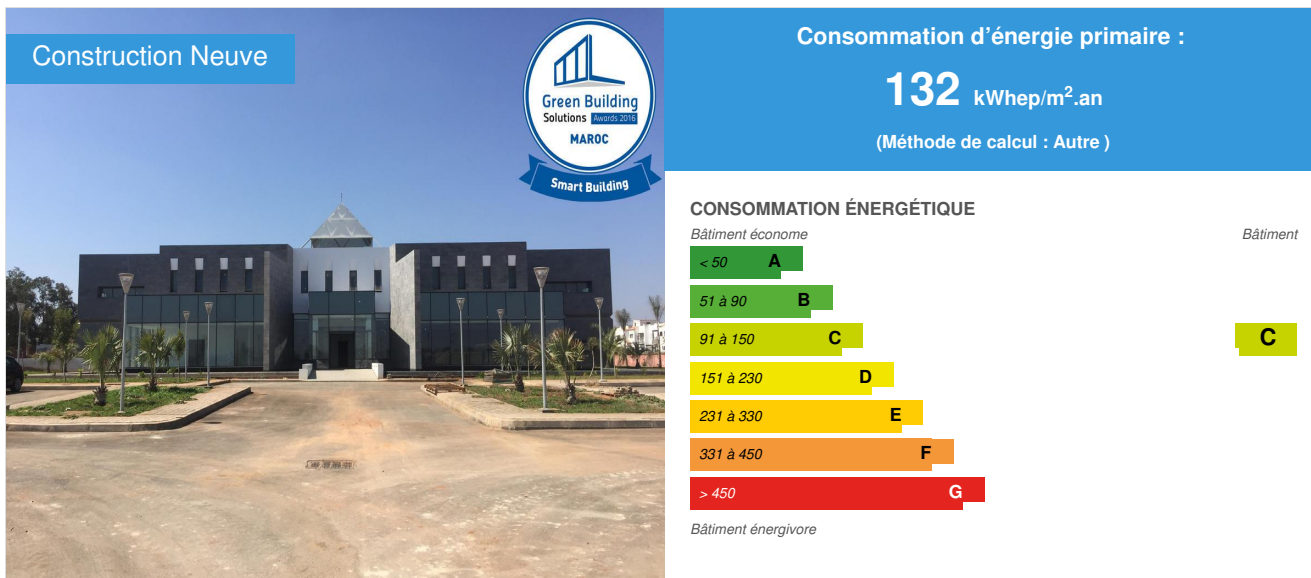 Construction Neuve
Green Building
Solutions Awards 2016
MAROC
Smart Building
Consommation d'énergie primaire :
132 kWhep/m².an
(Méthode de calcul : Autre )
CONSOMMATION ÉNERGÉTIQUE
Bâtiment économe
Bâtiment
< 50 A
51 à 90 B
91 à 150 C
C
151 à 230 D
231 à 330 E
331 à 450 F
> 450 G
Bâtiment énergivore